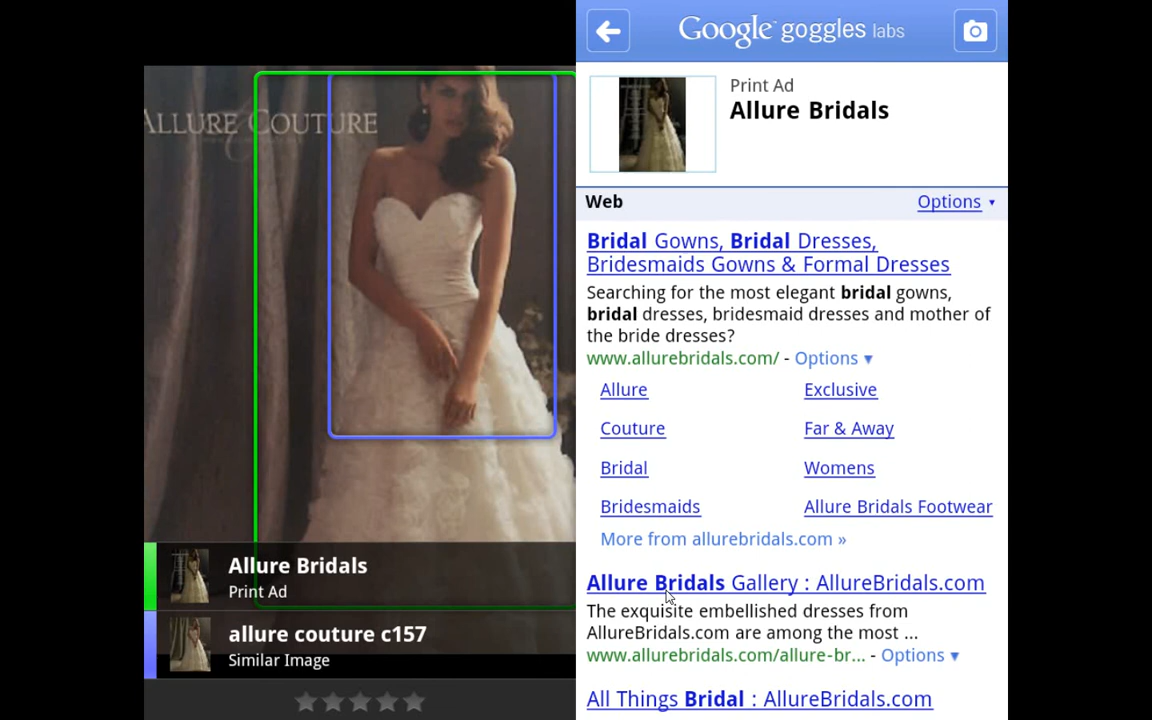 ALLURE COUTURE
Allure Bridals
Print Ad
allure couture c157
Similar Image
Google goggles labs
Print Ad
Allure Bridals
Web
Options ▾
Bridal Gowns, Bridal Dresses,
Bridesmaids Gowns & Formal Dresses
Searching for the most elegant bridal gowns,
bridal dresses, bridesmaid dresses and mother of
the bride dresses?
www.allurebridals.com/ - Options ▾
Allure
Exclusive
Couture
Far & Away
Bridal
Womens
Bridesmaids
Allure Bridals Footwear
More from allurebridals.com »
Allure Bridals Gallery : AllureBridals.com
The exquisite embellished dresses from
AllureBridals.com are among the most ...
www.allurebridals.com/allure-br... - Options ▾
All Things Bridal : AllureBridals.com